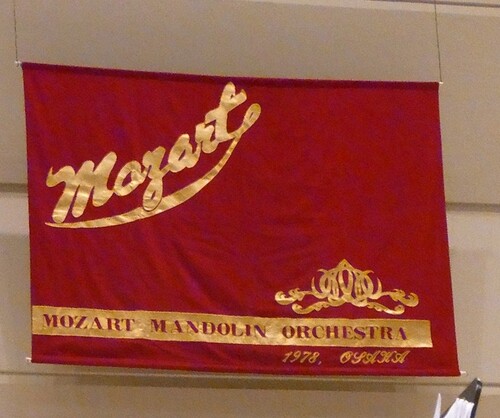 Mozart
MOZART MANDOLIN ORCHESTRA
1978, OSAKA